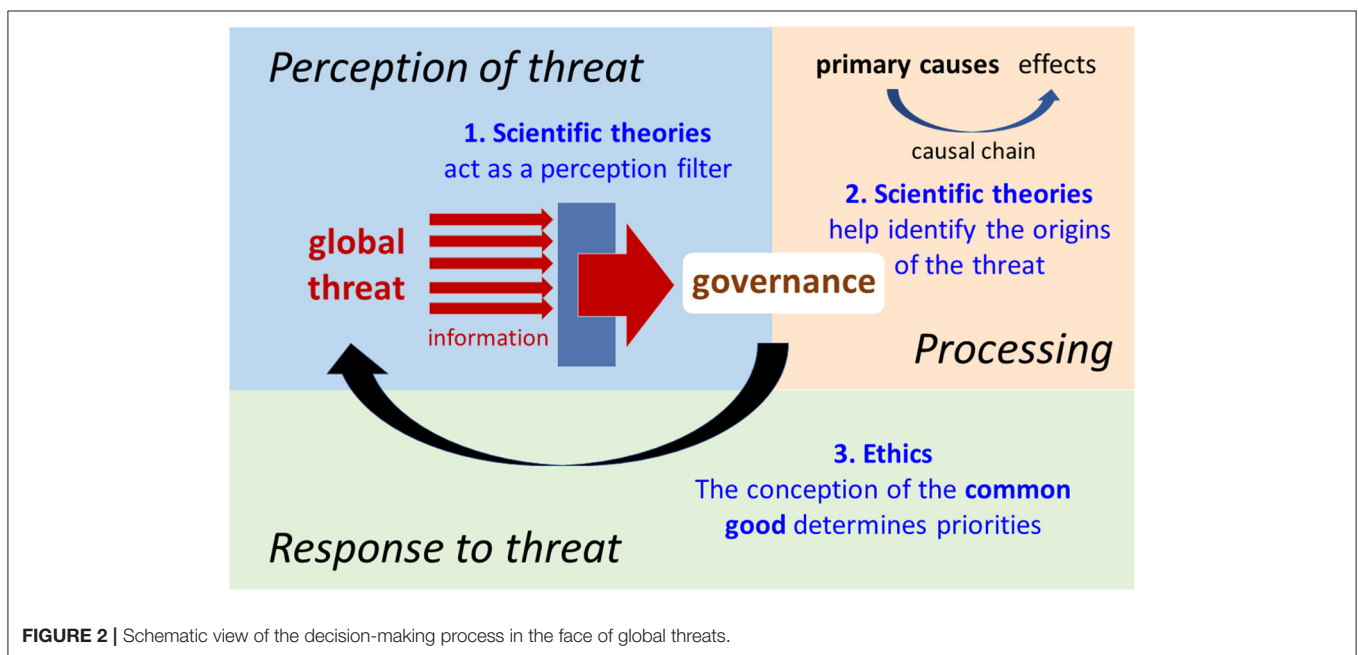 Perception of threat
1. Scientific theories
act as a perception filter
global
threat
information
governance
primary causes effects
causal chain
2. Scientific theories
help identify the origins
of the threat
Processing
3. Ethics
The conception of the common
good determines priorities
Response to threat
FIGURE 2 | Schematic view of the decision-making process in the face of global threats.